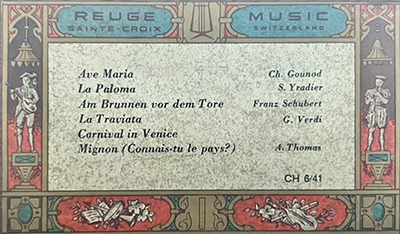 REUGE MUSIC
SAINTE-CROIX SWITZERLAND
Ave Maria Ch. Gounod
La Paloma S. Yradier
Am Brunnen vor dem Tore Franz Schubert
La Traviata G. Verdi
Carnival in Venice
Mignon (Connais-tu le pays?) A. Thomas
CH 6/41